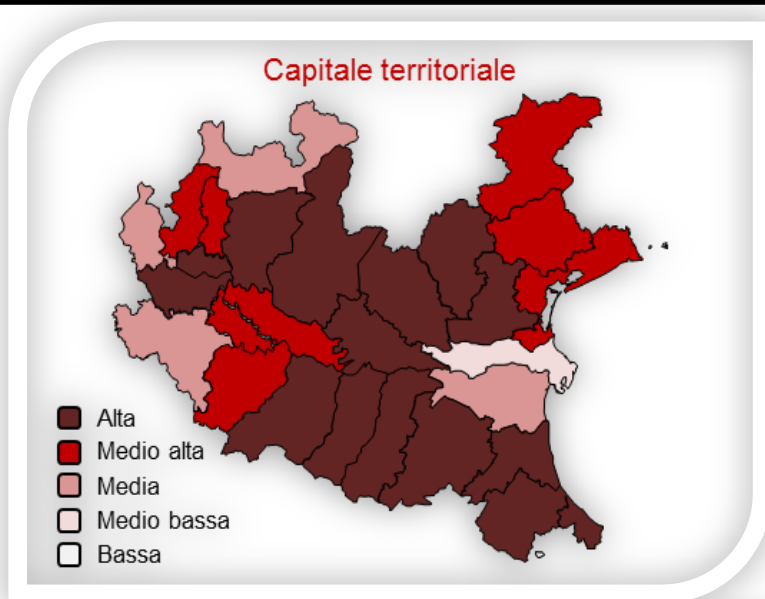 Capitale territoriale
Alta
Medio alta
Media
Medio bassa
Bassa